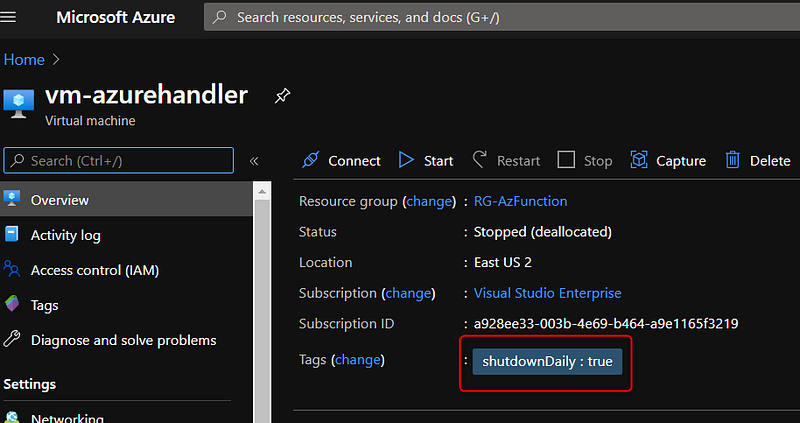 Microsoft Azure
Search resources, services, and docs (G+/)
Home
vm-azurehandler
Virtual machine
Search (Ctrl+/)
«
Connect
Start
Restart
Stop
Capture
Delete
Overview
Activity log
Access control (IAM)
Tags
Diagnose and solve problems
Settings
Networking
Resource group (change) : RG-AzFunction
Status : Stopped (deallocated)
Location : East US 2
Subscription (change) : Visual Studio Enterprise
Subscription ID : a928ee33-003b-4e69-b464-a9e1165f3219
Tags (change) : shutdownDaily : true